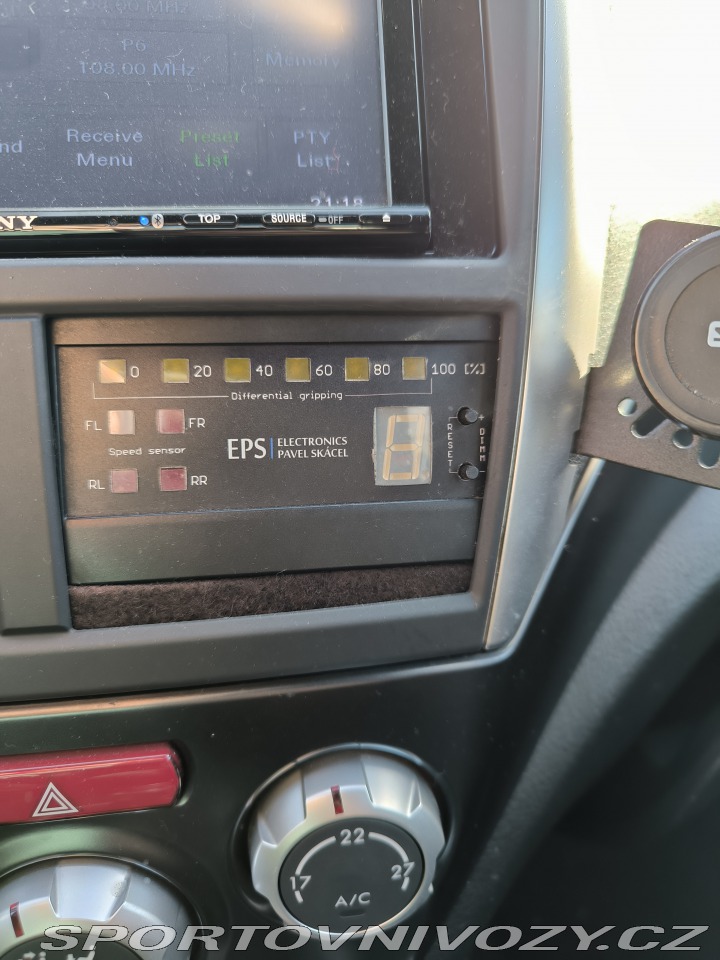 P6
108.00 MHz
Memory
nd Receive Menu Preset List PTY List
21:18
NY TOP SOURCE OFF
0 20 40 60 80 100 [%]
Differential gripping
FL FR
Speed sensor
RL RR
EPS ELECTRONICS
PAVEL SKÁCEL
RESET
+ DIMM -
22
17 27
A/C
SPORTOVNIVOZY.CZ